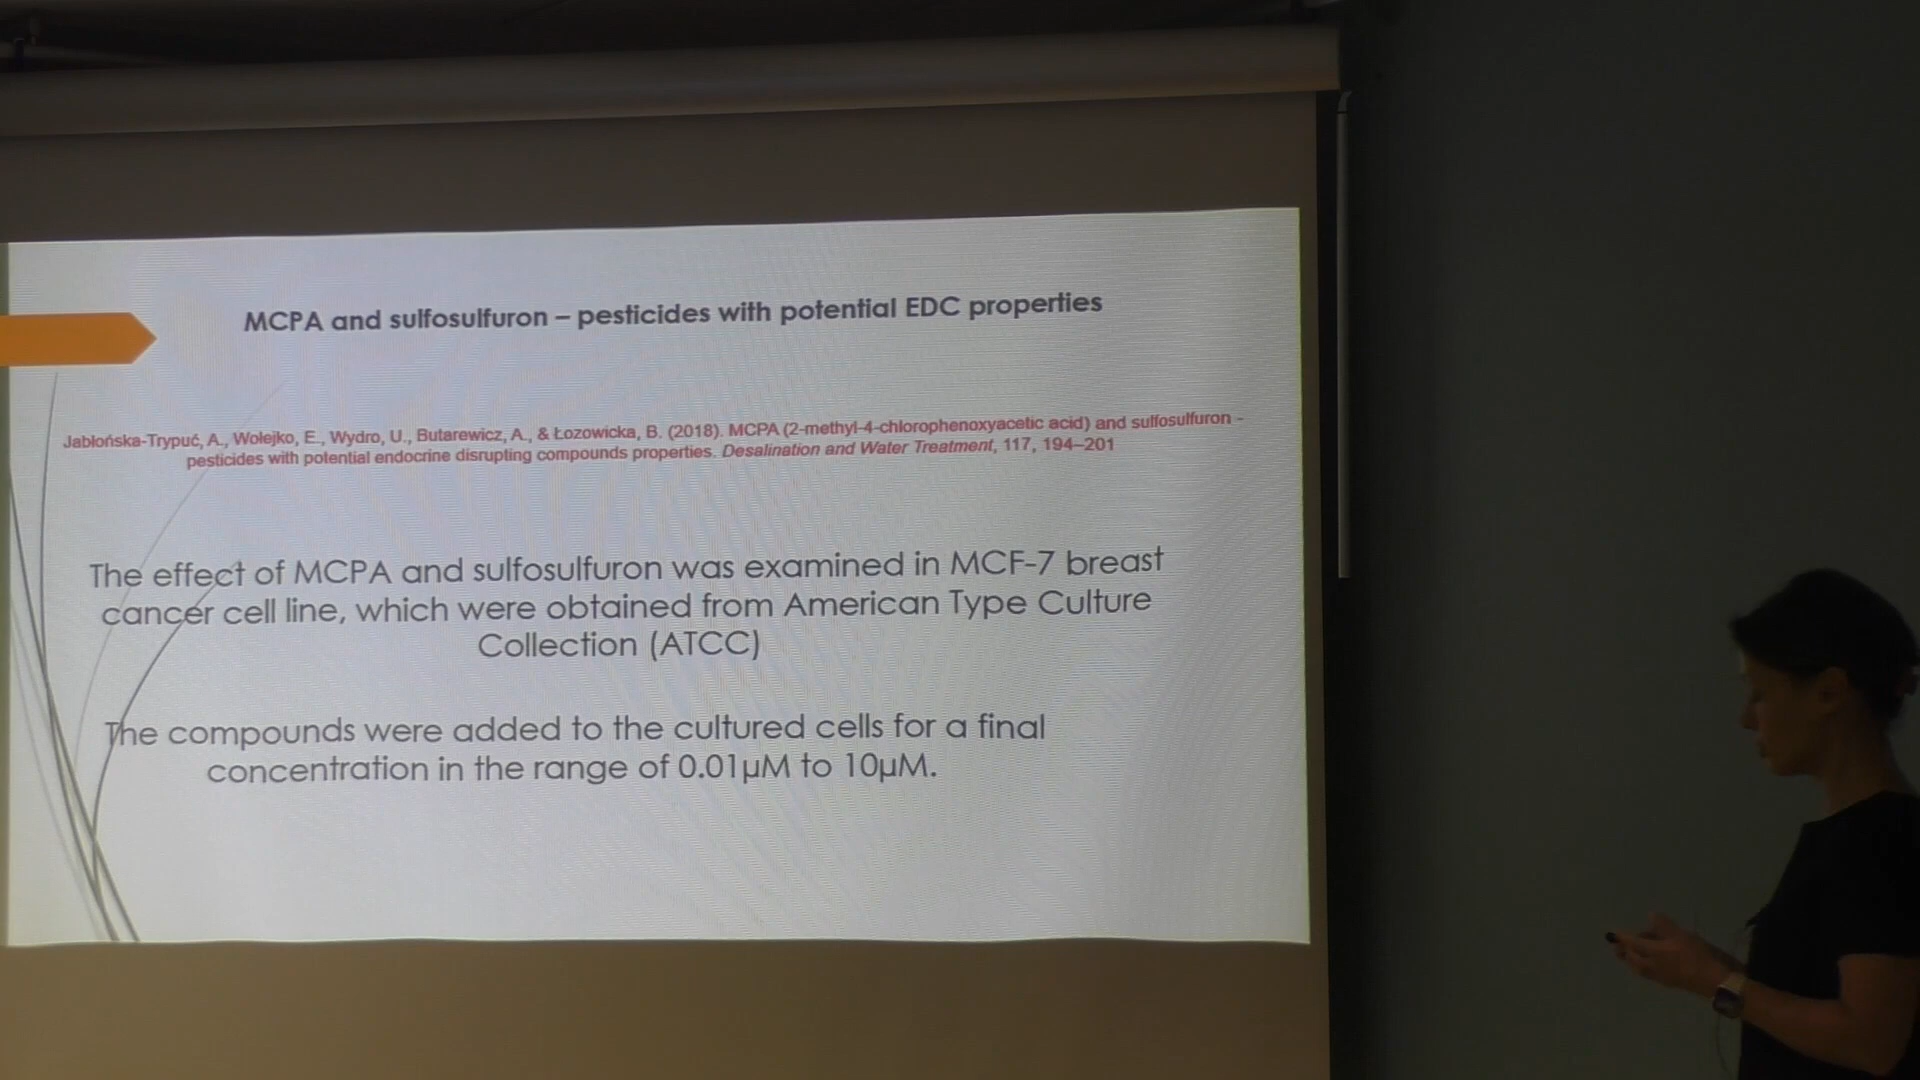 MCPA and sulfosulfuron – pesticides with potential EDC properties
Jabłońska-Trypuć, A., Wołejko, E., Wydro, U., Butarewicz, A., & Łozowicka, B. (2018). MCPA (2-methyl-4-chlorophenoxyacetic acid) and sulfosulfuron -
pesticides with potential endocrine disrupting compounds properties. Desalination and Water Treatment, 117, 194–201
The effect of MCPA and sulfosulfuron was examined in MCF-7 breast
cancer cell line, which were obtained from American Type Culture
Collection (ATCC)
The compounds were added to the cultured cells for a final
concentration in the range of 0.01µM to 10µM.